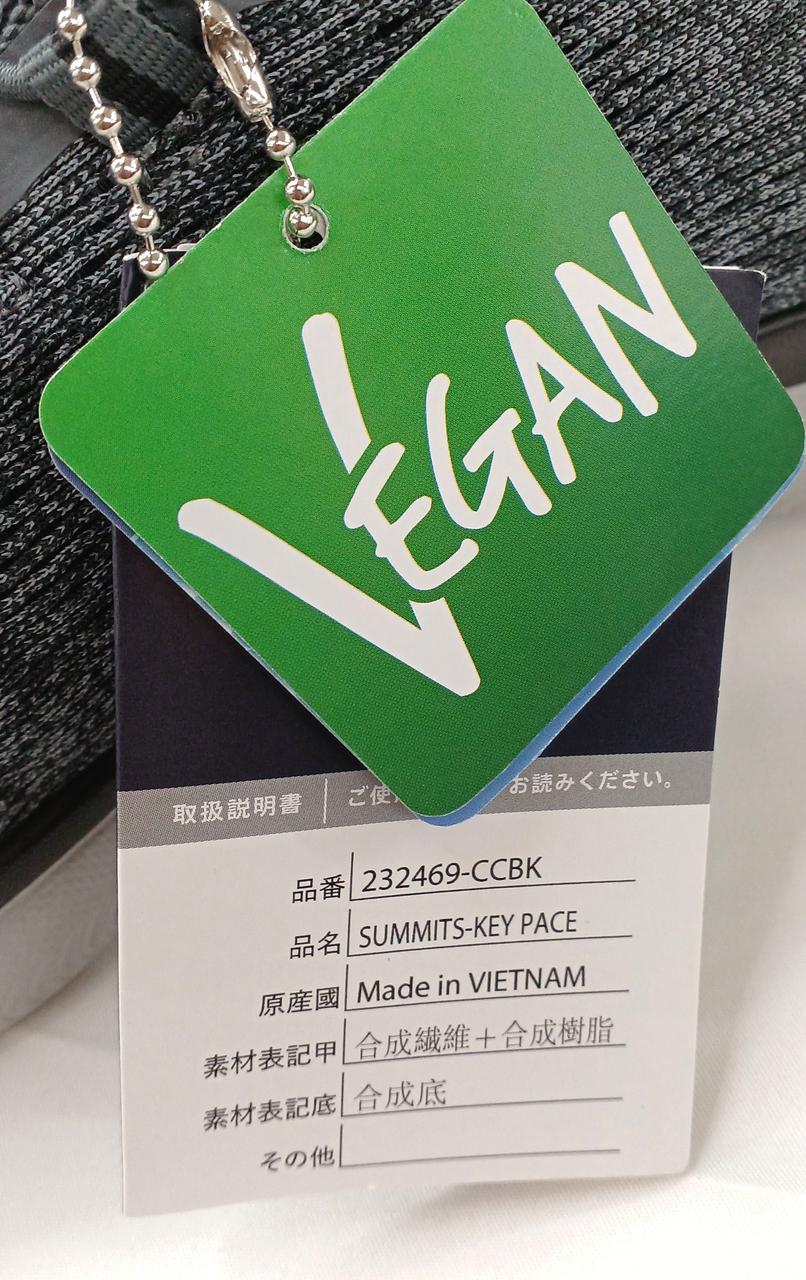 VEGAN
取扱説明書 ご使 お読みください。
品番 232469-CCBK
品名 SUMMITS-KEY PACE
原産國 Made in VIETNAM
素材表記甲 合成繊維＋合成樹脂
素材表記底 合成底
その他